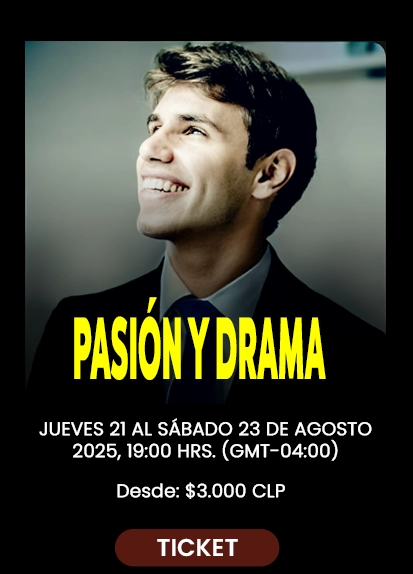 PASIÓN Y DRAMA
JUEVES 21 AL SÁBADO 23 DE AGOSTO
2025, 19:00 HRS. (GMT-04:00)
Desde: $3.000 CLP
TICKET